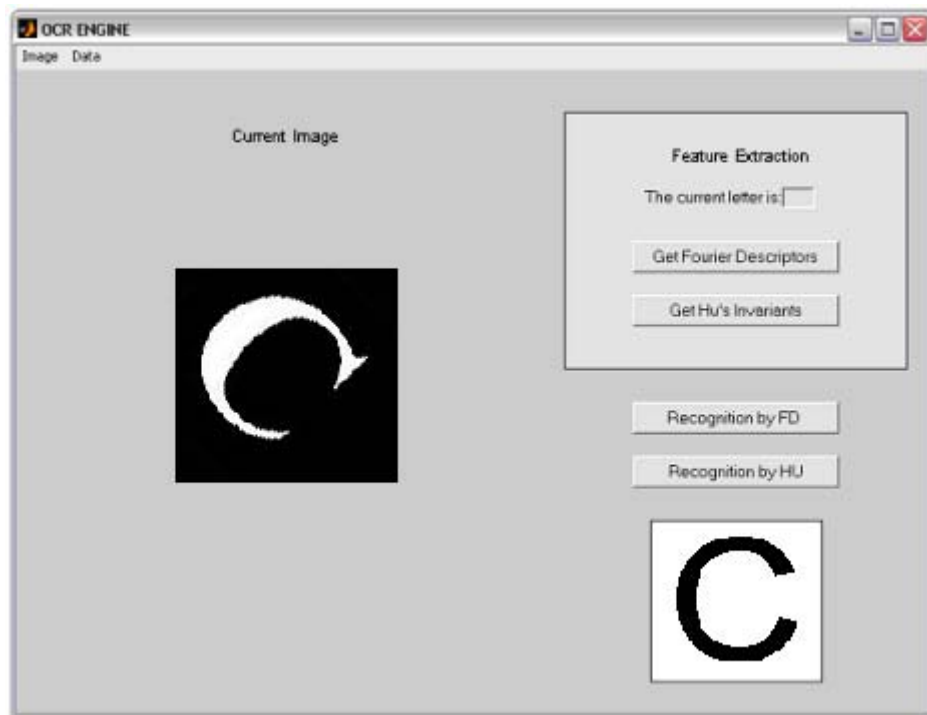 OCR ENGINE
Image Data
Current Image
C
Feature Extraction
The current letter is:
Get Fourier Descriptors
Get Hu's Invariants
Recognition by FD
Recognition by HU
C